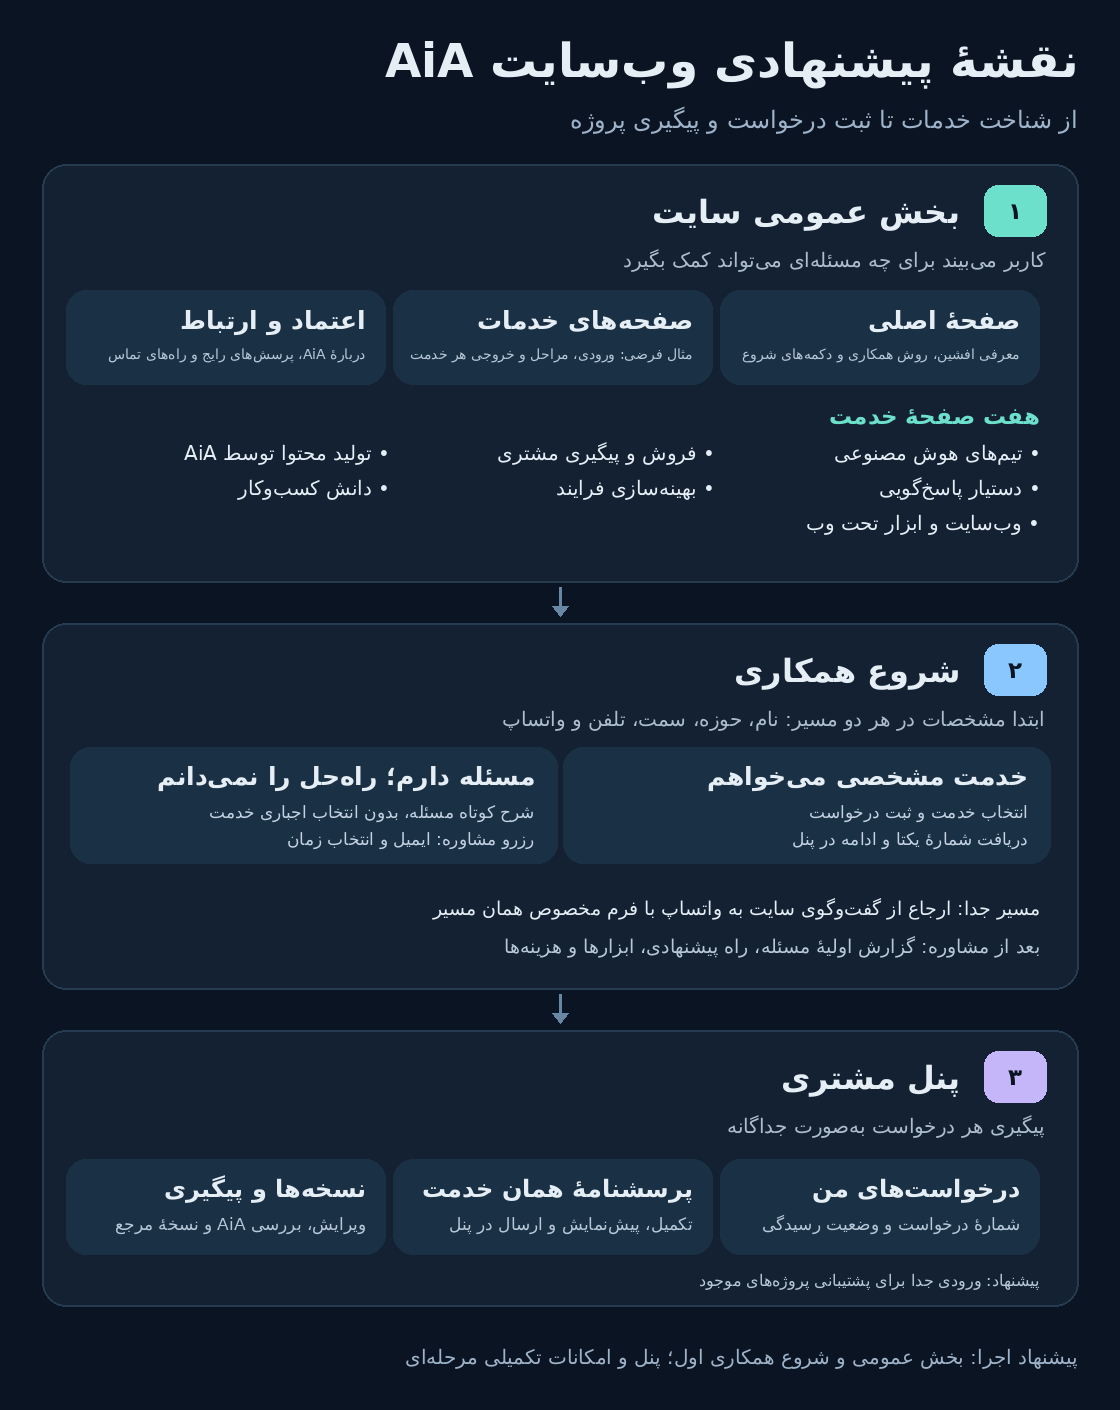 نقشهٔ پیشنهادی وب‌سایت AiA
از شناخت خدمات تا ثبت درخواست و پیگیری پروژه
۱
بخش عمومی سایت
کاربر می‌بیند برای چه مسئله‌ای می‌تواند کمک بگیرد
صفحهٔ اصلی
معرفی افشین، روش همکاری و دکمه‌های شروع
صفحه‌های خدمات
مثال فرضی: ورودی، مراحل و خروجی هر خدمت
اعتماد و ارتباط
دربارهٔ AiA، پرسش‌های رایج و راه‌های تماس
هفت صفحهٔ خدمت
• تیم‌های هوش مصنوعی
• دستیار پاسخ‌گویی
• وب‌سایت و ابزار تحت وب
• فروش و پیگیری مشتری
• بهینه‌سازی فرایند
• تولید محتوا توسط AiA
• دانش کسب‌وکار
۲
شروع همکاری
ابتدا مشخصات در هر دو مسیر: نام، حوزه، سمت، تلفن و واتساپ
خدمت مشخصی می‌خواهم
انتخاب خدمت و ثبت درخواست
دریافت شمارهٔ یکتا و ادامه در پنل
مسئله دارم؛ راه‌حل را نمی‌دانم
شرح کوتاه مسئله، بدون انتخاب اجباری خدمت
رزرو مشاوره: ایمیل و انتخاب زمان
مسیر جدا: ارجاع از گفت‌وگوی سایت به واتساپ با فرم مخصوص همان مسیر
بعد از مشاوره: گزارش اولیهٔ مسئله، راه پیشنهادی، ابزارها و هزینه‌ها
۳
پنل مشتری
پیگیری هر درخواست به‌صورت جداگانه
درخواست‌های من
شمارهٔ درخواست و وضعیت رسیدگی
پرسشنامهٔ همان خدمت
تکمیل، پیش‌نمایش و ارسال در پنل
نسخه‌ها و پیگیری
ویرایش، بررسی AiA و نسخهٔ مرجع
پیشنهاد: ورودی جدا برای پشتیبانی پروژه‌های موجود
پیشنهاد اجرا: بخش عمومی و شروع همکاری اول؛ پنل و امکانات تکمیلی مرحله‌ای